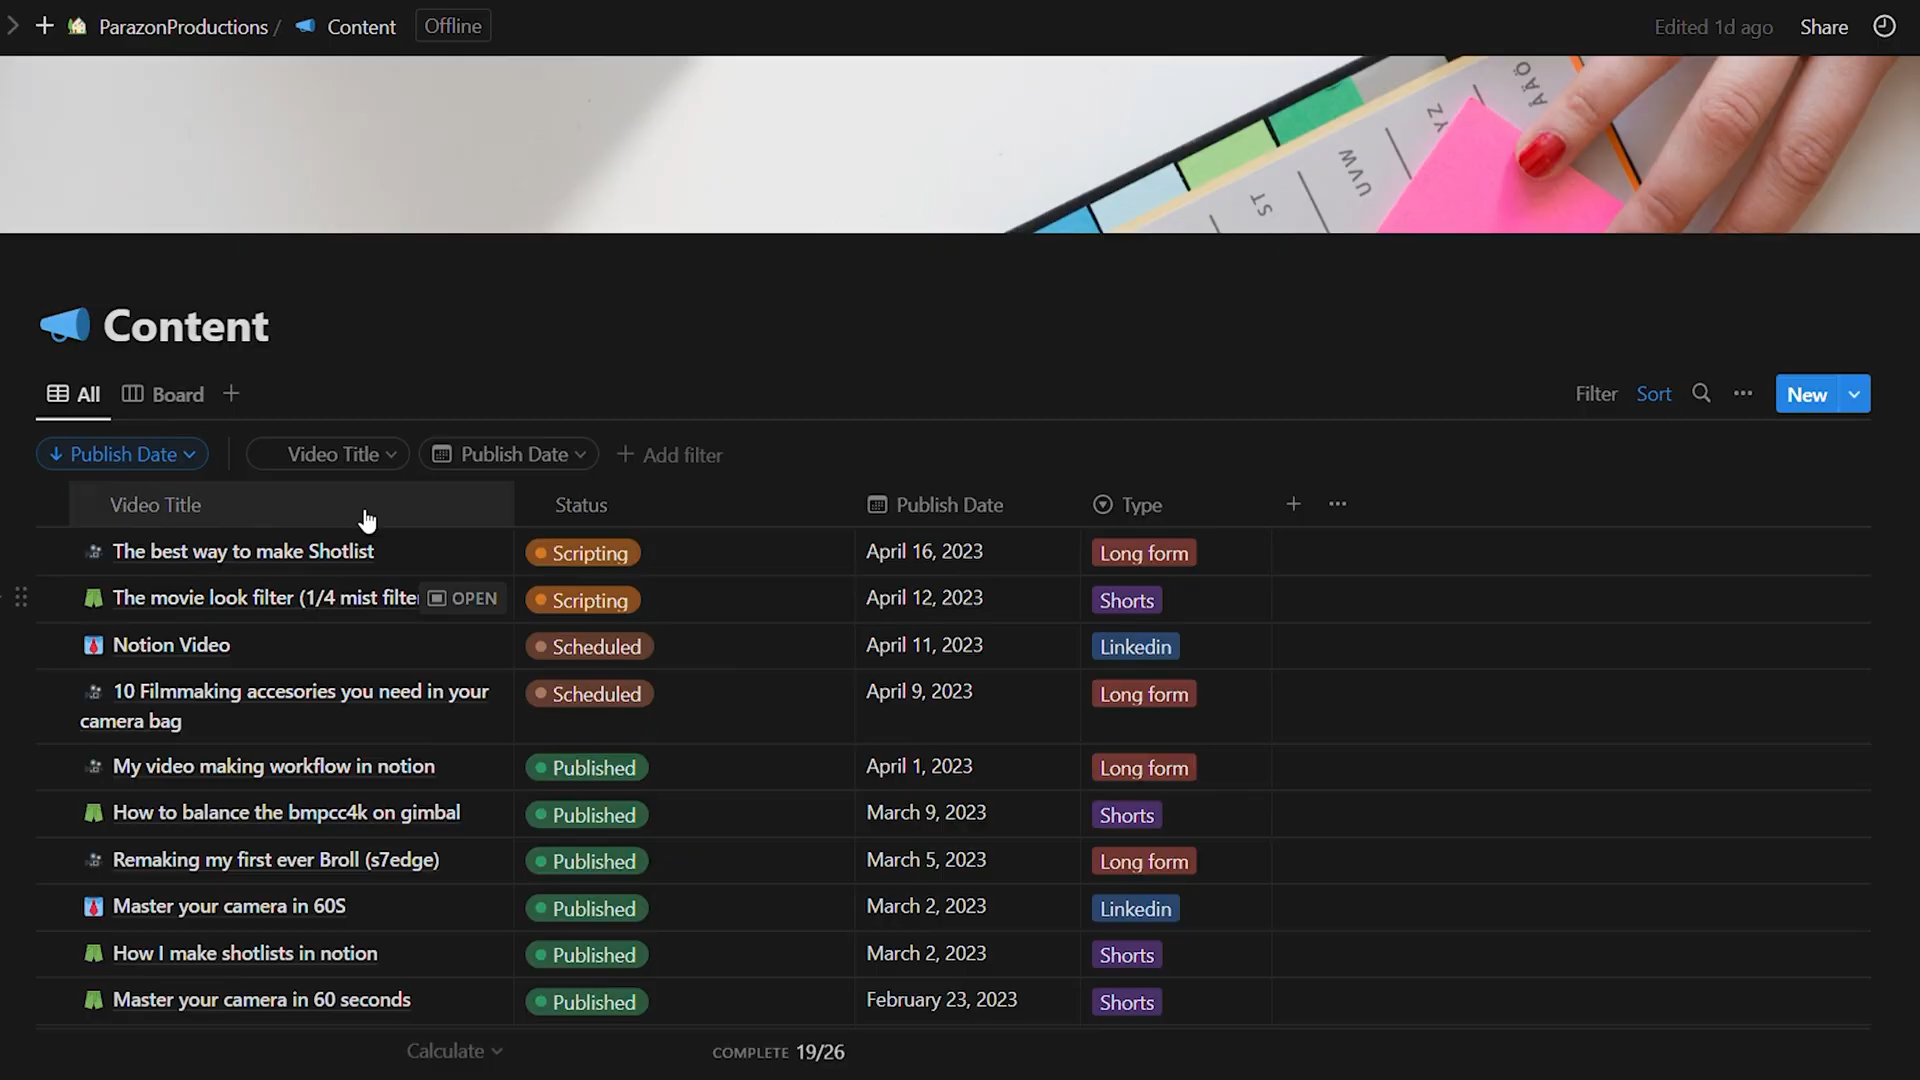 ParazonProductions / Content Offline Edited 1d ago Share
ÅÄÖ
YZ
UVW
ST
Content
All Board Filter Sort New
Publish Date Video Title Publish Date Add filter
Video Title Status Publish Date Type
The best way to make Shotlist Scripting April 16, 2023 Long form
The movie look filter (1/4 mist filte OPEN Scripting April 12, 2023 Shorts
Notion Video Scheduled April 11, 2023 Linkedin
10 Filmmaking accesories you need in your Scheduled April 9, 2023 Long form
camera bag
My video making workflow in notion Published April 1, 2023 Long form
How to balance the bmpcc4k on gimbal Published March 9, 2023 Shorts
Remaking my first ever Broll (s7edge) Published March 5, 2023 Long form
Master your camera in 60S Published March 2, 2023 Linkedin
How I make shotlists in notion Published March 2, 2023 Shorts
Master your camera in 60 seconds Published February 23, 2023 Shorts
Calculate COMPLETE 19/26